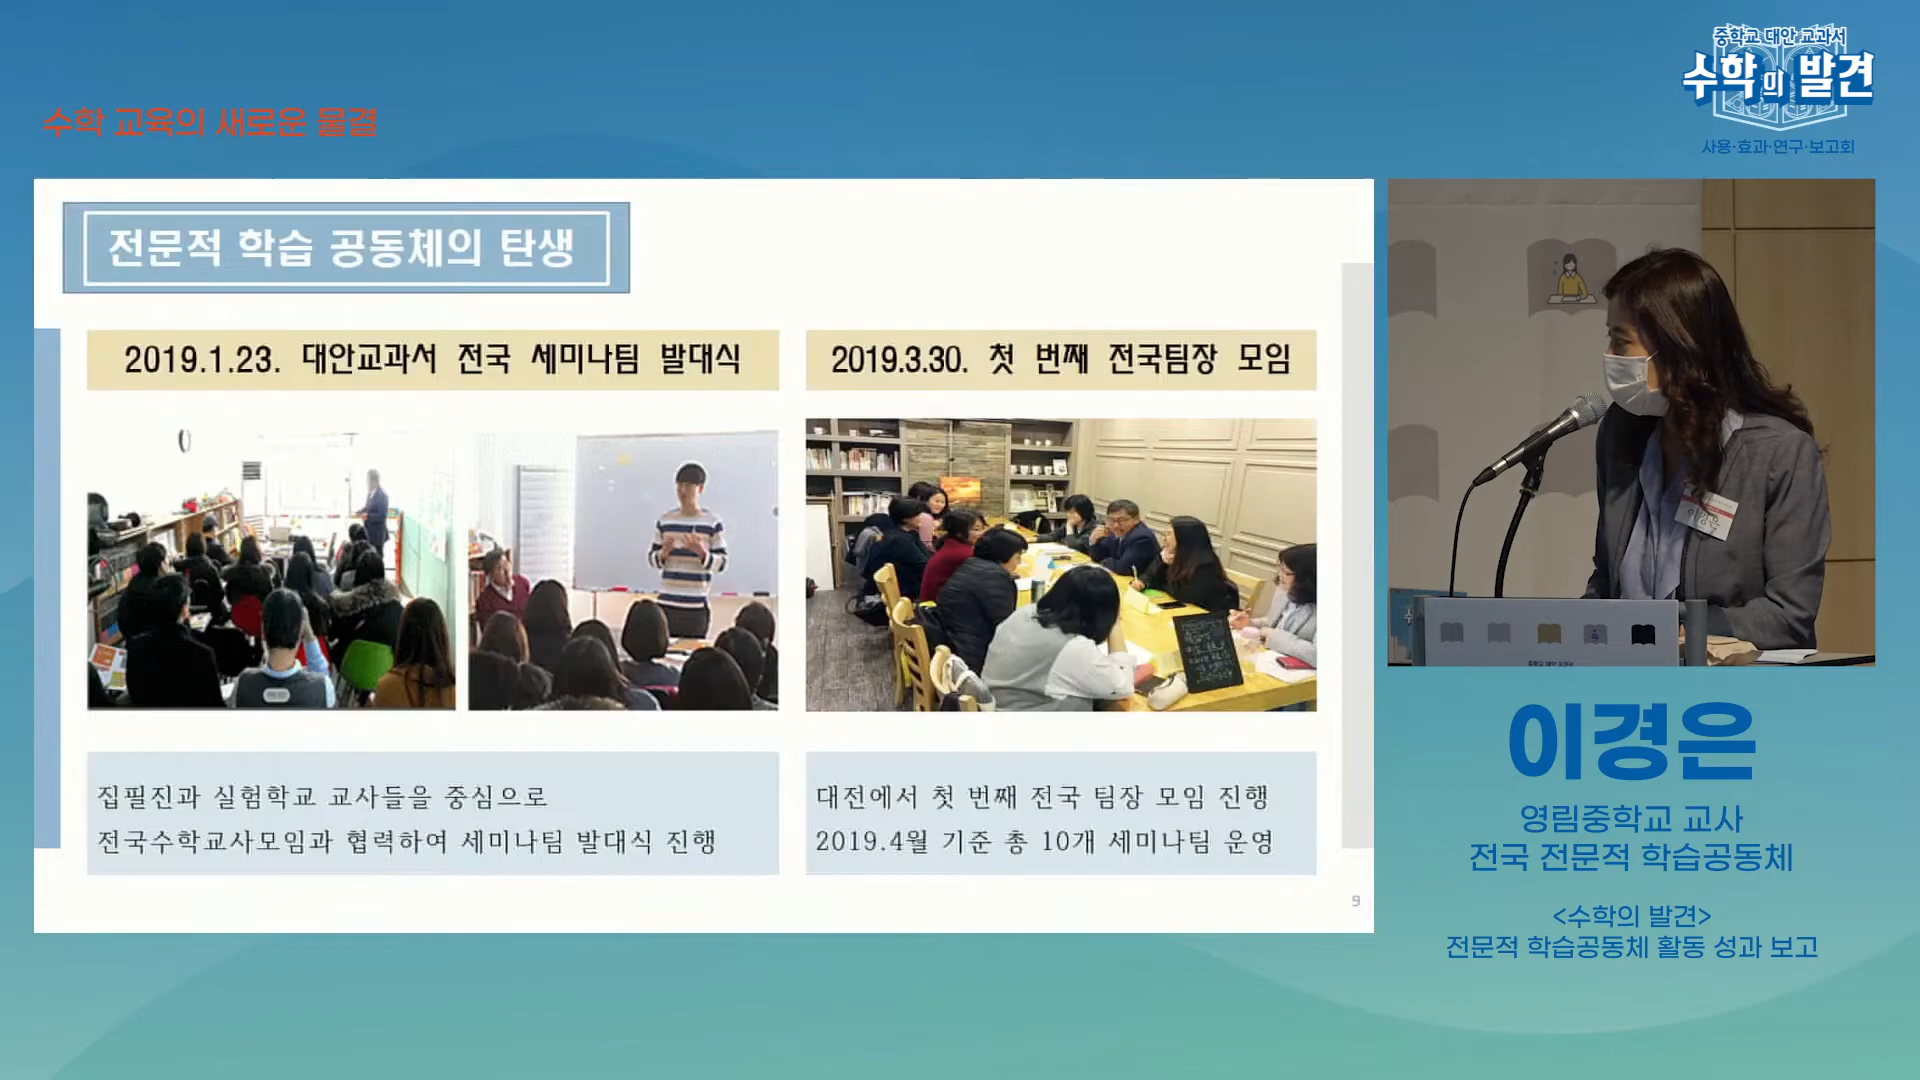 중학교 대안 교과서
수학의 발견
사용·효과·연구·보고회
수학 교육의 새로운 물결
전문적 학습 공동체의 탄생
2019.1.23. 대안교과서 전국 세미나팀 발대식
2019.3.30. 첫 번째 전국팀장 모임
집필진과 실험학교 교사들을 중심으로
전국수학교사모임과 협력하여 세미나팀 발대식 진행
대전에서 첫 번째 전국 팀장 모임 진행
2019.4월 기준 총 10개 세미나팀 운영
9
이경은
이경은
영림중학교 교사
전국 전문적 학습공동체
<수학의 발견>
전문적 학습공동체 활동 성과 보고